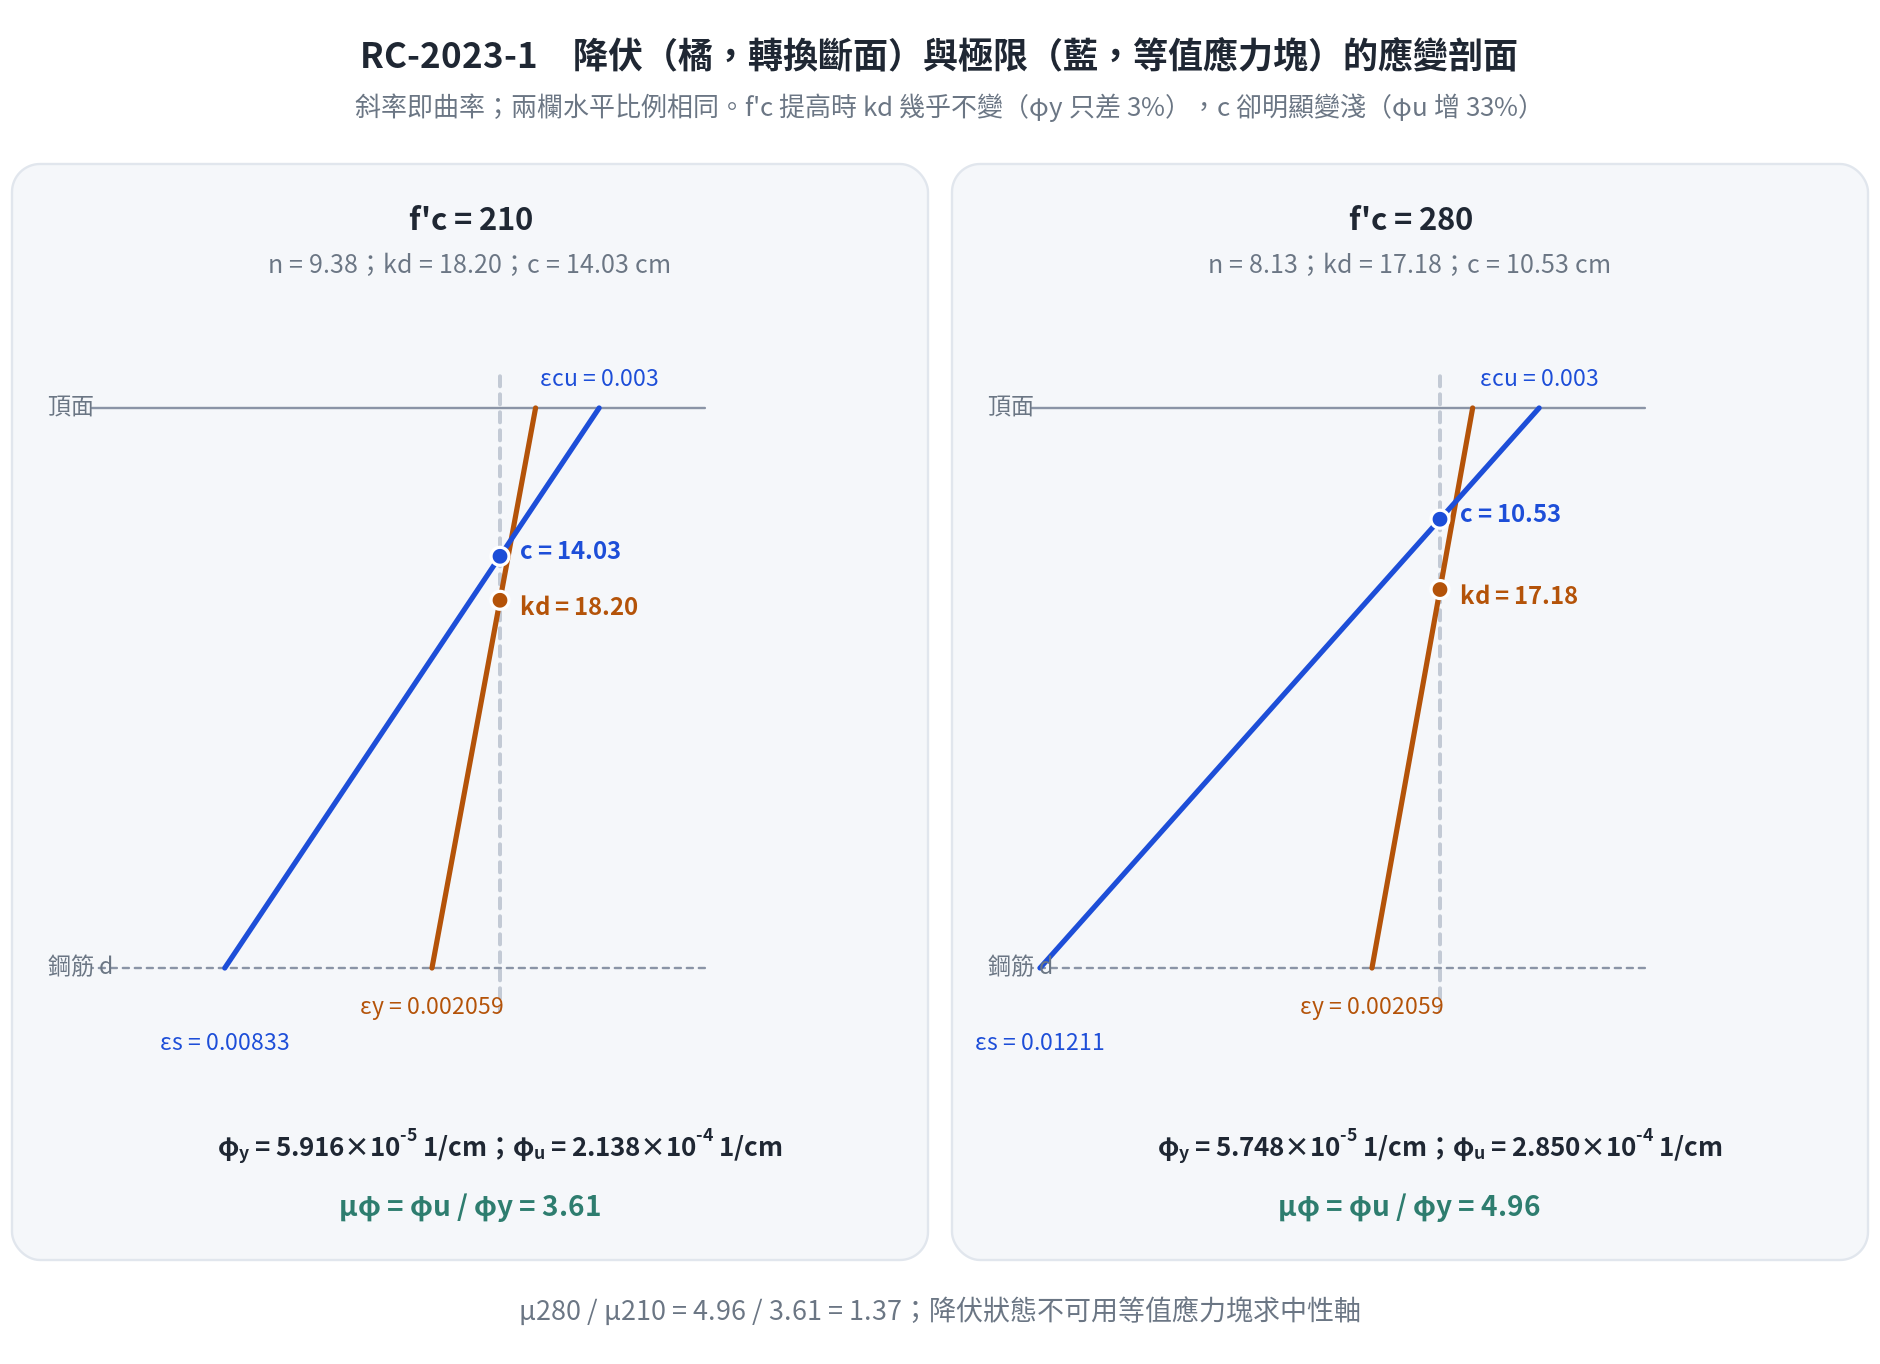 RC-2023-1　降伏（橘，轉換斷面）與極限（藍，等值應力塊）的應變剖面
斜率即曲率；兩欄水平比例相同。f'c 提高時 kd 幾乎不變（ϕy 只差 3%），c 卻明顯變淺（ϕu 增 33%）
f'c = 210
n = 9.38；kd = 18.20；c = 14.03 cm
εcu = 0.003
頂面
c = 14.03
kd = 18.20
鋼筋 d
εy = 0.002059
εs = 0.00833
ϕy = 5.916×10⁻⁵ 1/cm；ϕu = 2.138×10⁻⁴ 1/cm
μϕ = ϕu / ϕy = 3.61
f'c = 280
n = 8.13；kd = 17.18；c = 10.53 cm
εcu = 0.003
頂面
c = 10.53
kd = 17.18
鋼筋 d
εy = 0.002059
εs = 0.01211
ϕy = 5.748×10⁻⁵ 1/cm；ϕu = 2.850×10⁻⁴ 1/cm
μϕ = ϕu / ϕy = 4.96
μ280 / μ210 = 4.96 / 3.61 = 1.37；降伏狀態不可用等值應力塊求中性軸